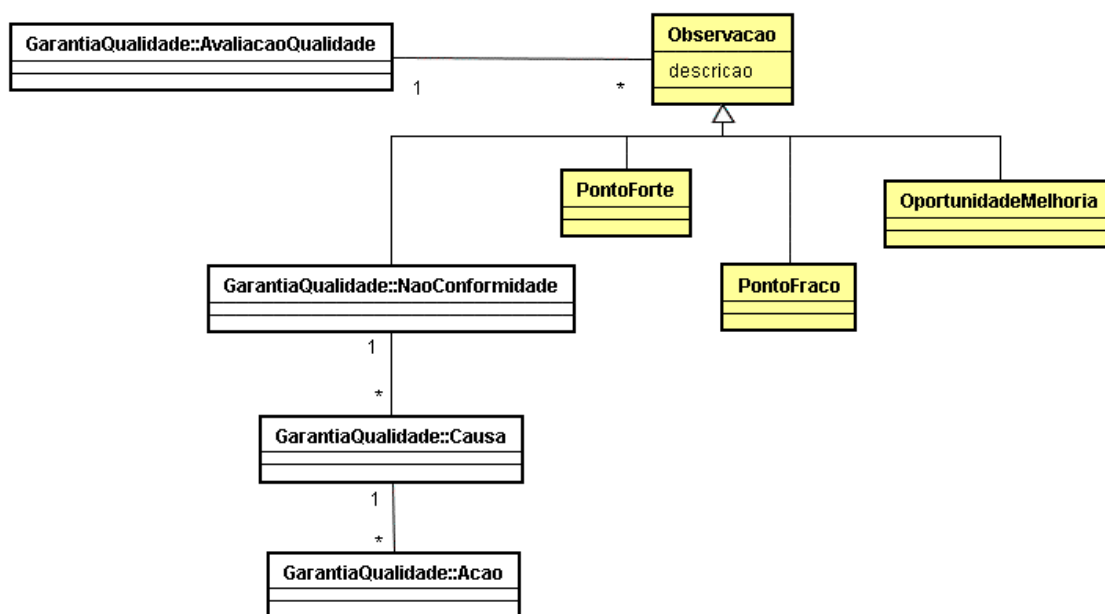 Observacao
GarantiaQualidade::AvaliacaoQualidade
descricao
1
*
PontoForte
OportunidadeMelhoria
GarantiaQualidade::NaoConformidade
PontoFraco
1
*
GarantiaQualidade::Causa
1
*
GarantiaQualidade::Acao